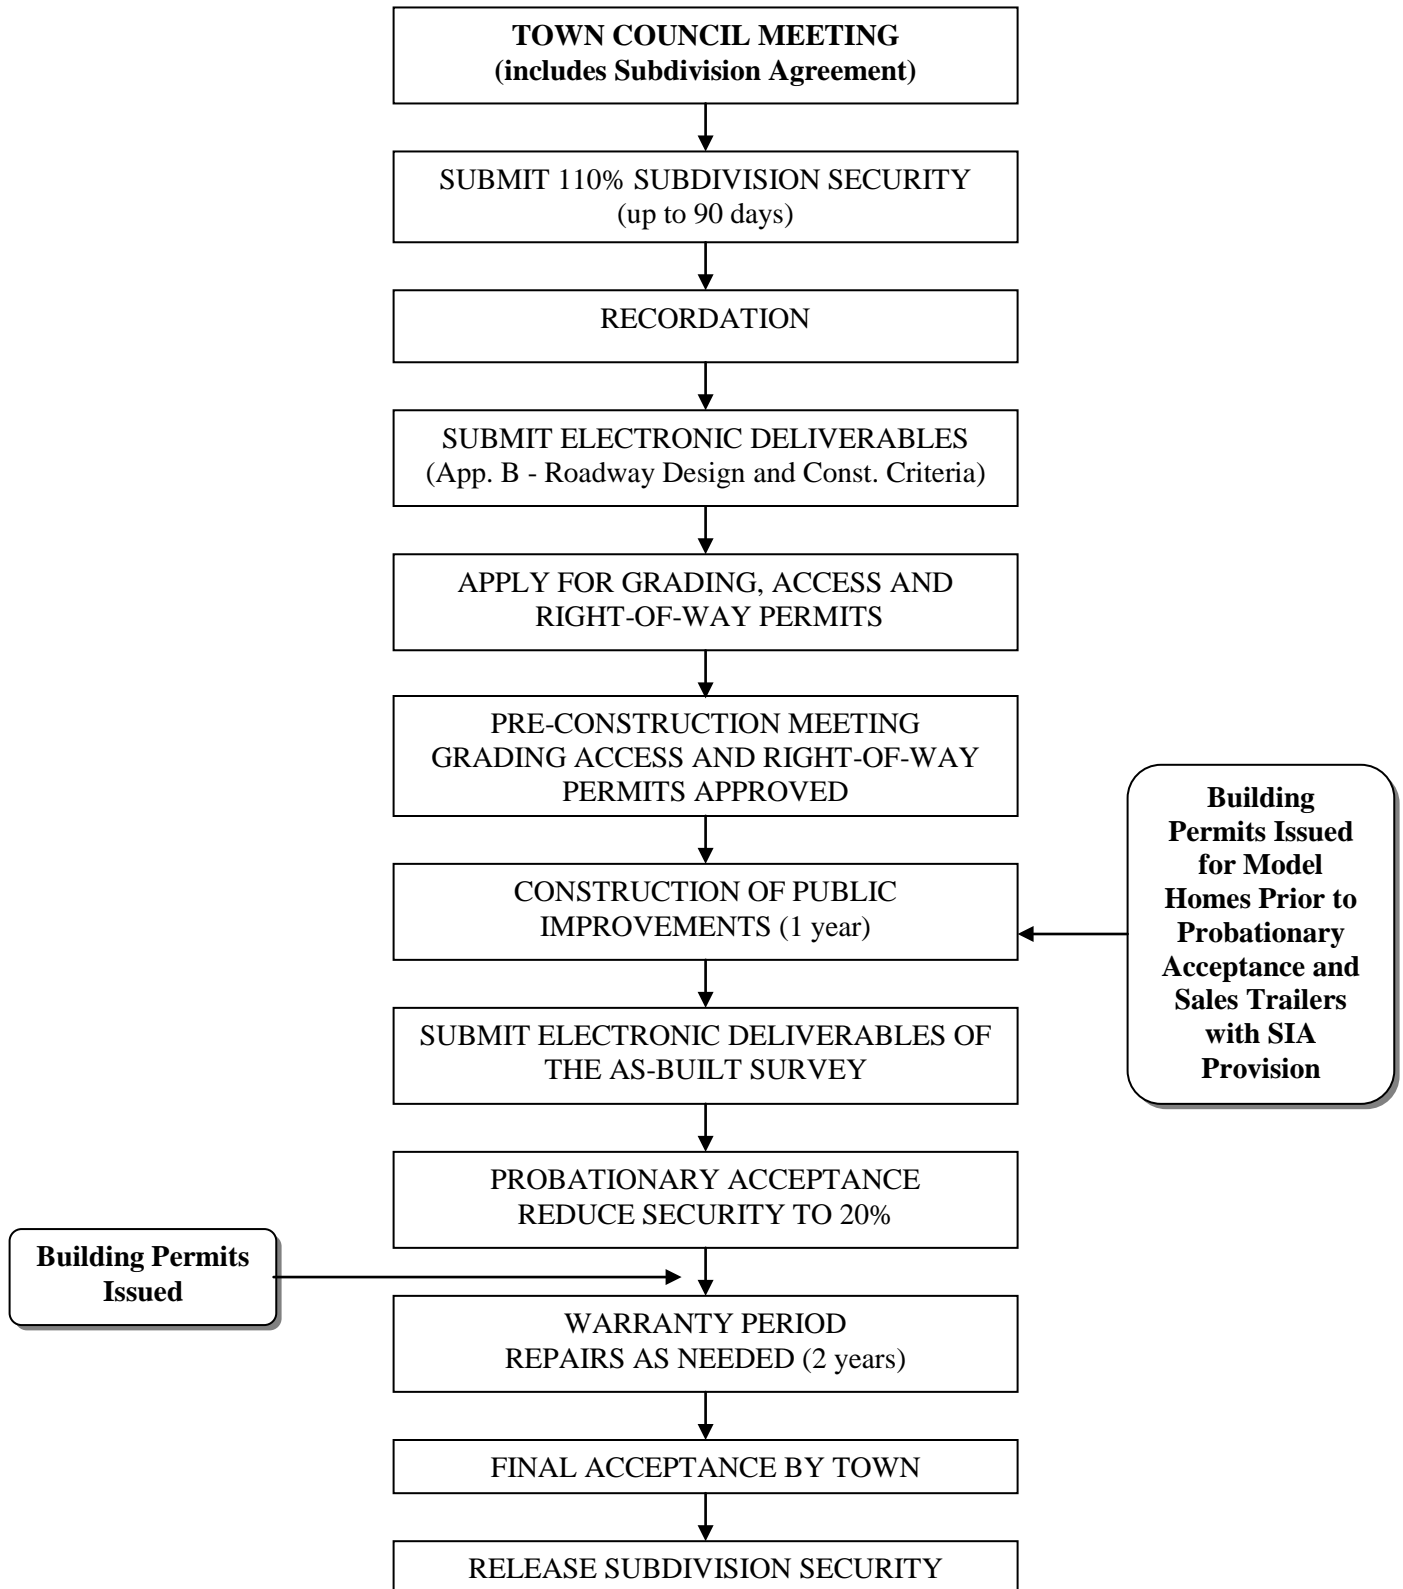 TOWN COUNCIL MEETING
(includes Subdivision Agreement)
SUBMIT 110% SUBDIVISION SECURITY
(up to 90 days)
RECORDATION
SUBMIT ELECTRONIC DELIVERABLES
(App. B - Roadway Design and Const. Criteria)
APPLY FOR GRADING, ACCESS AND
RIGHT-OF-WAY PERMITS
PRE-CONSTRUCTION MEETING
GRADING ACCESS AND RIGHT-OF-WAY
PERMITS APPROVED
CONSTRUCTION OF PUBLIC
IMPROVEMENTS (1 year)
Building
Permits Issued
for Model
Homes Prior to
Probationary
Acceptance and
Sales Trailers
with SIA
Provision
SUBMIT ELECTRONIC DELIVERABLES OF
THE AS-BUILT SURVEY
PROBATIONARY ACCEPTANCE
REDUCE SECURITY TO 20%
Building Permits
Issued
WARRANTY PERIOD
REPAIRS AS NEEDED (2 years)
FINAL ACCEPTANCE BY TOWN
RELEASE SUBDIVISION SECURITY